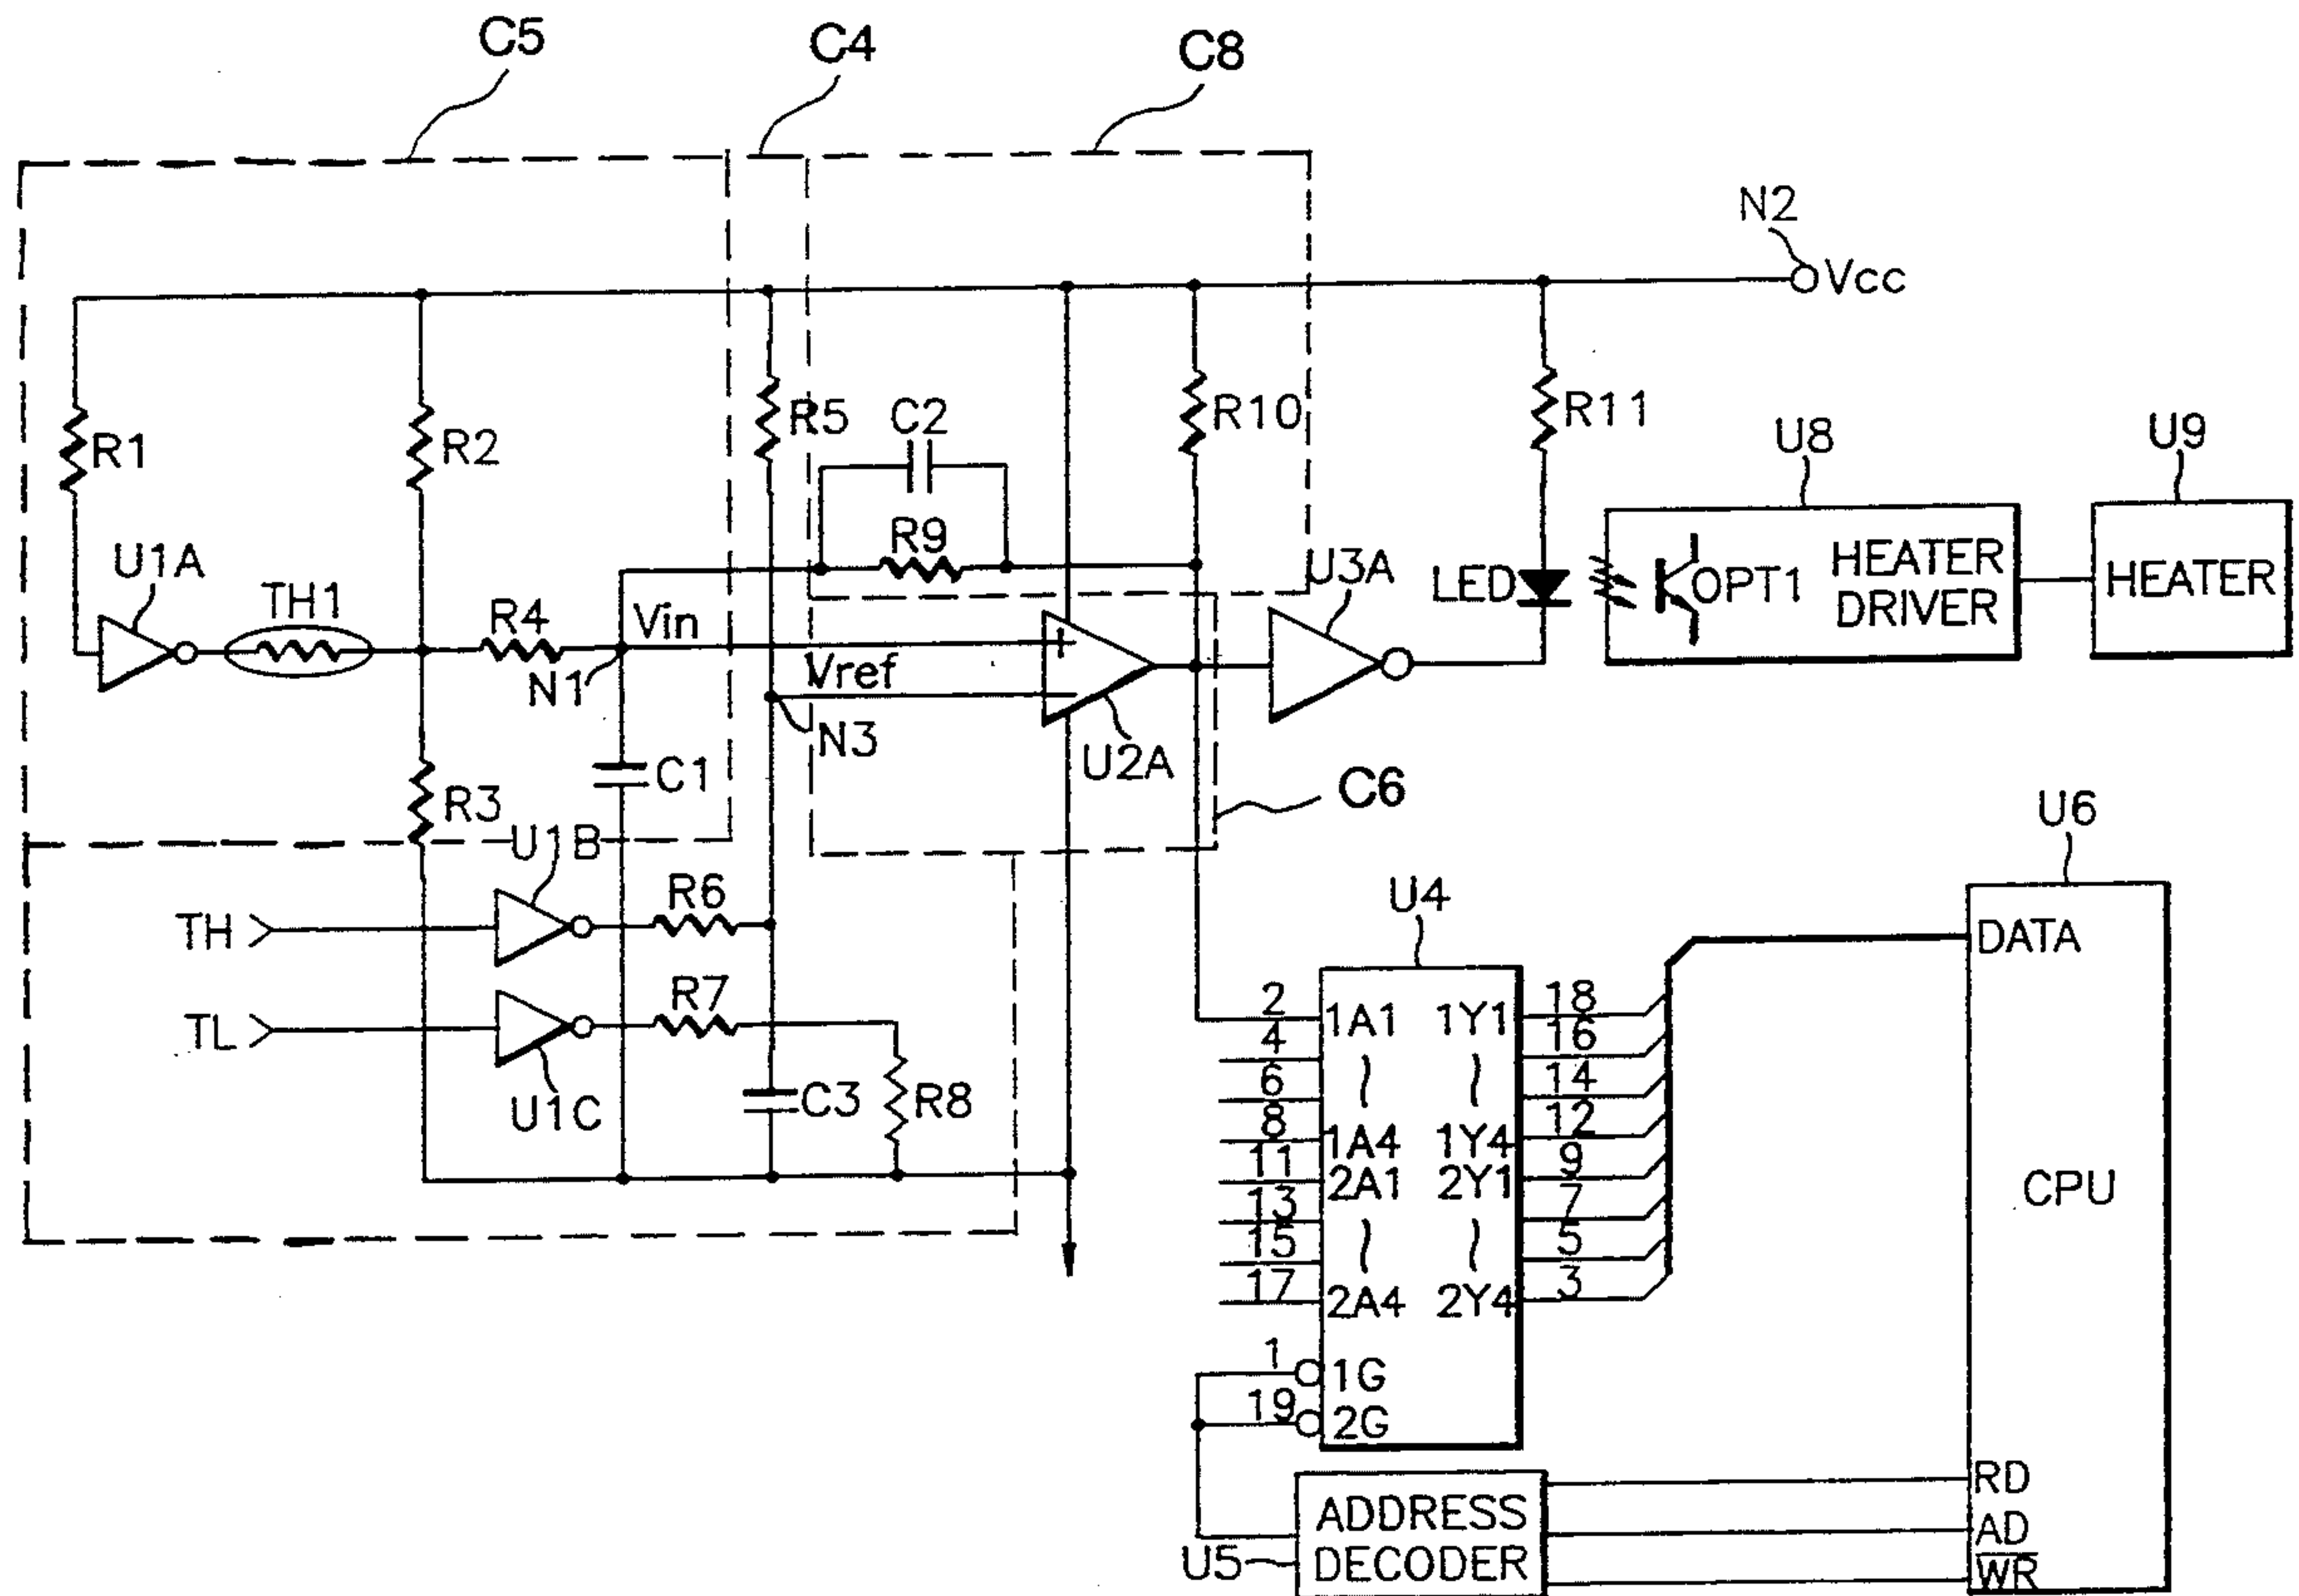 C5
C4
C8
N2
Vcc
R1
R2
R5
C2
R10
R11
U8
U9
R9
U1A
TH1
R4
Vin
U3A
LED
OPT1
HEATER
DRIVER
HEATER
N1
Vref
+
−
N3
U2A
C1
C6
R3
U1B
U6
TH
R6
U4
DATA
TL
R7
U1C
C3
R8
2 1A1 1Y1 18
4 16
6 14
8 1A4 1Y4 12
11 2A1 2Y1 9
13 7
15 5
17 2A4 2Y4 3
CPU
1 1G
19 2G
RD
ADDRESS
DECODER
U5
AD
WR